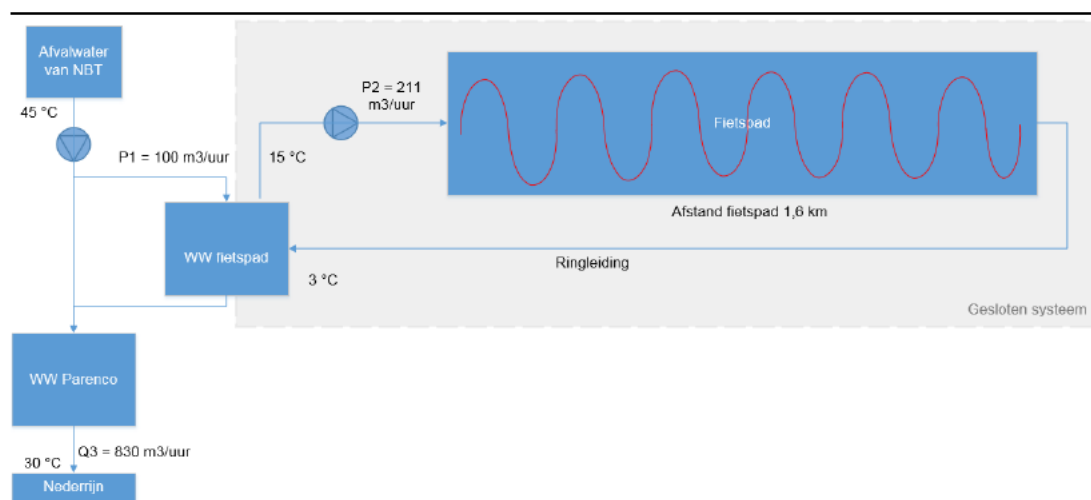 Afvalwater
van NBT
45 °C
P1 = 100 m3/uur
15 °C
P2 = 211
m3/uur
Fietspad
Afstand fietspad 1,6 km
WW fietspad
3 °C
Ringleiding
Gesloten systeem
WW Parenco
30 °C
Q3 = 830 m3/uur
Nederrijn